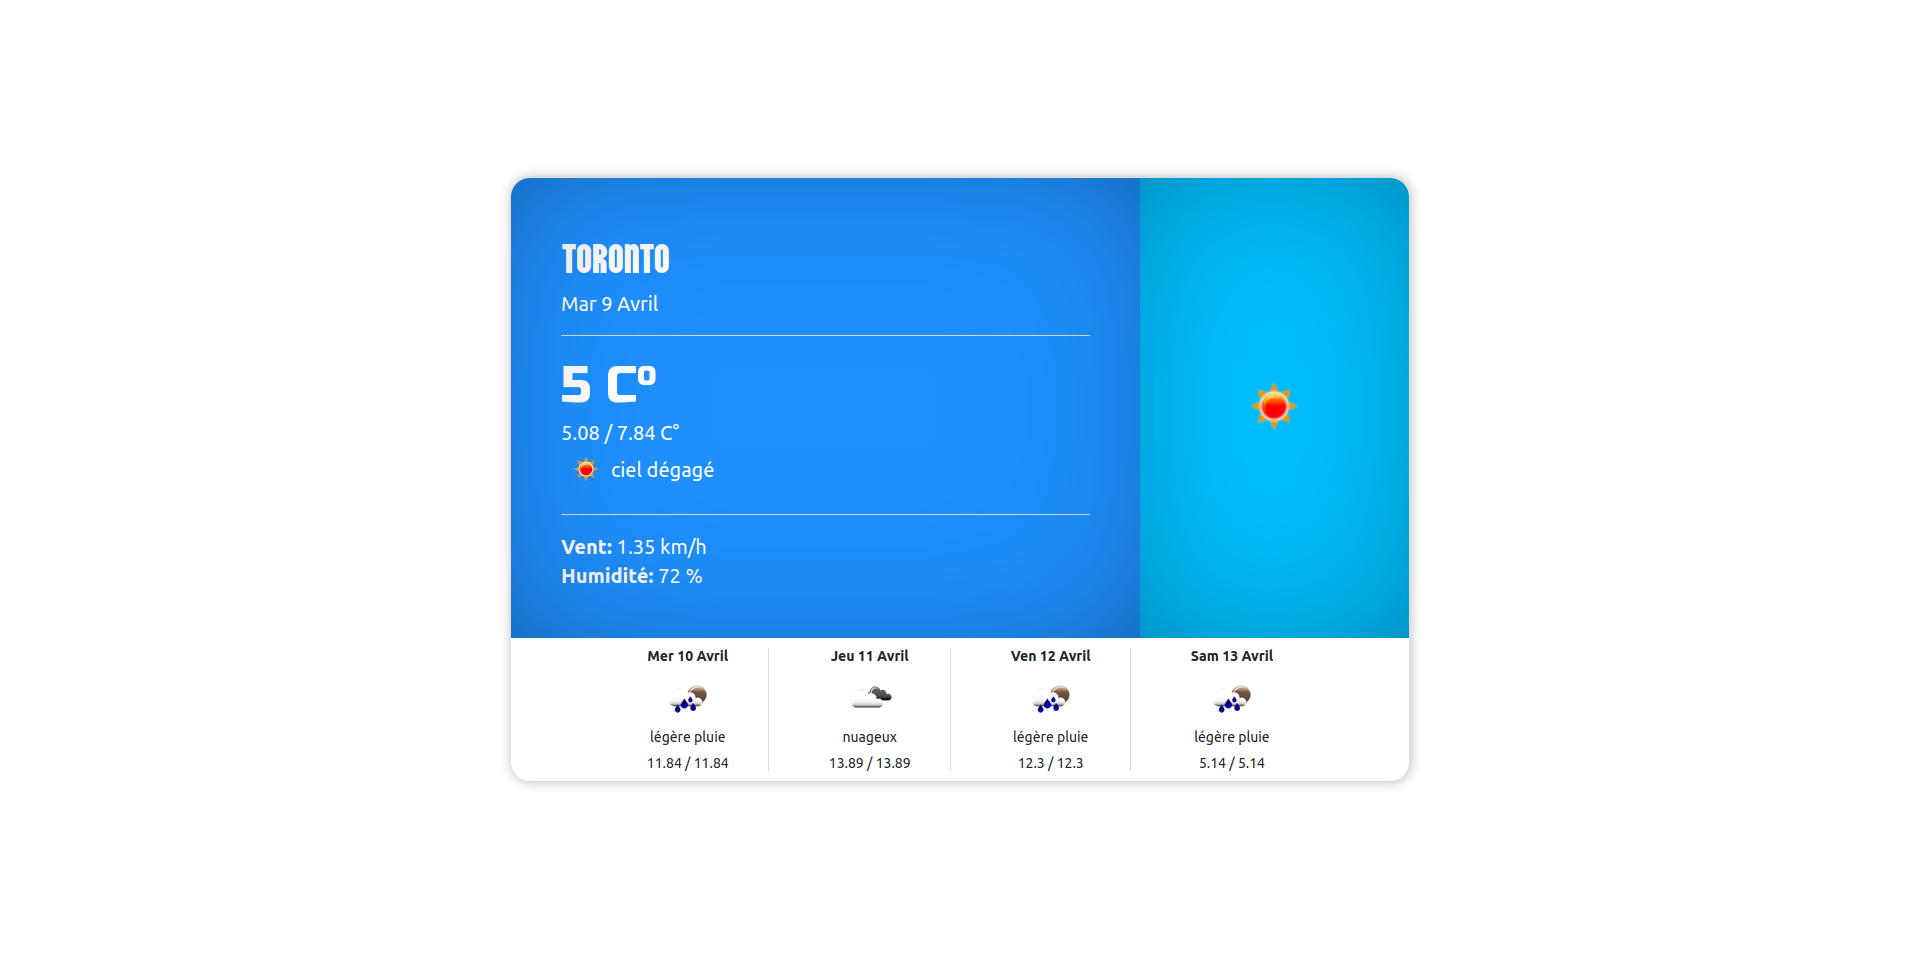 TORONTO
Mar 9 Avril
5 Cº
5.08 / 7.84 C°
ciel dégagé
Vent: 1.35 km/h
Humidité: 72 %
Mer 10 Avril
légère pluie
11.84 / 11.84
Jeu 11 Avril
nuageux
13.89 / 13.89
Ven 12 Avril
légère pluie
12.3 / 12.3
Sam 13 Avril
légère pluie
5.14 / 5.14